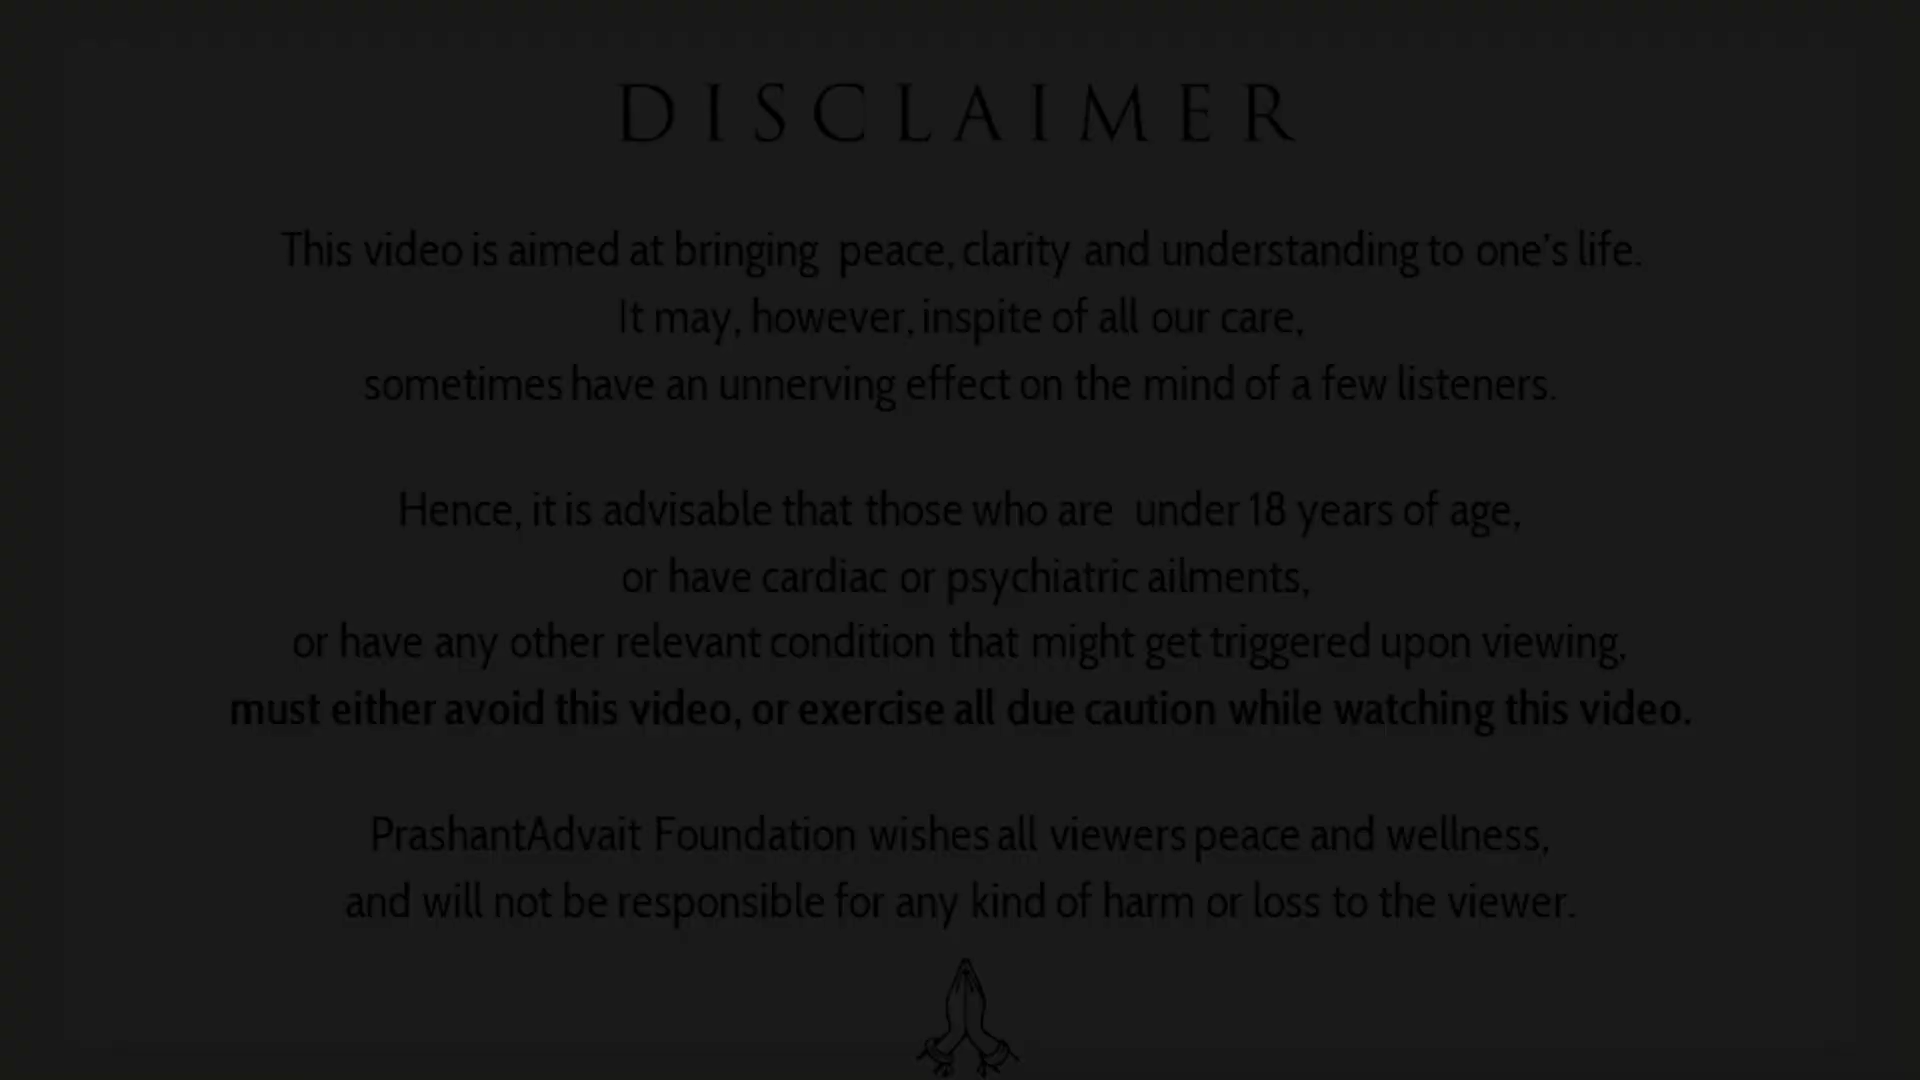 DISCLAIMER
This video is aimed at bringing peace, clarity and understanding to one's life.
It may, however, inspite of all our care,
sometimes have an unnerving effect on the mind of a few listeners.
Hence, it is advisable that those who are under 18 years of age,
or have cardiac or psychiatric ailments,
or have any other relevant condition that might get triggered upon viewing,
must either avoid this video, or exercise all due caution while watching this video.
PrashantAdvait Foundation wishes all viewers peace and wellness,
and will not be responsible for any kind of harm or loss to the viewer.